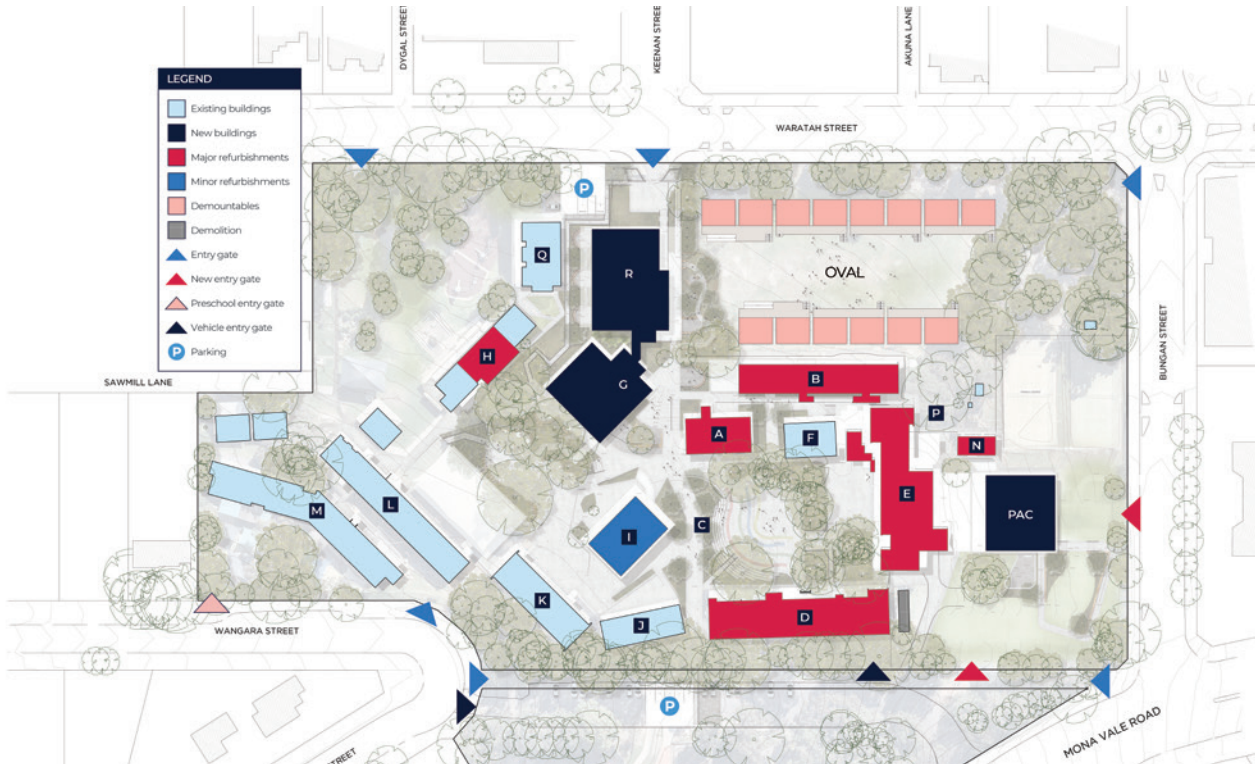 DYGAL STREET
KEENAN STREET
AKUNA LANE
LEGEND
Existing buildings
New buildings
Major refurbishments
Minor refurbishments
Demountables
Demolition
Entry gate
New entry gate
Preschool entry gate
Vehicle entry gate
P Parking
WARATAH STREET
P
Q
R
OVAL
H
G
B
SAWMILL LANE
BUNGAN STREET
A
F
P
N
M
L
I
C
E
PAC
K
J
D
WANGARA STREET
P
MONA VALE ROAD
STREET